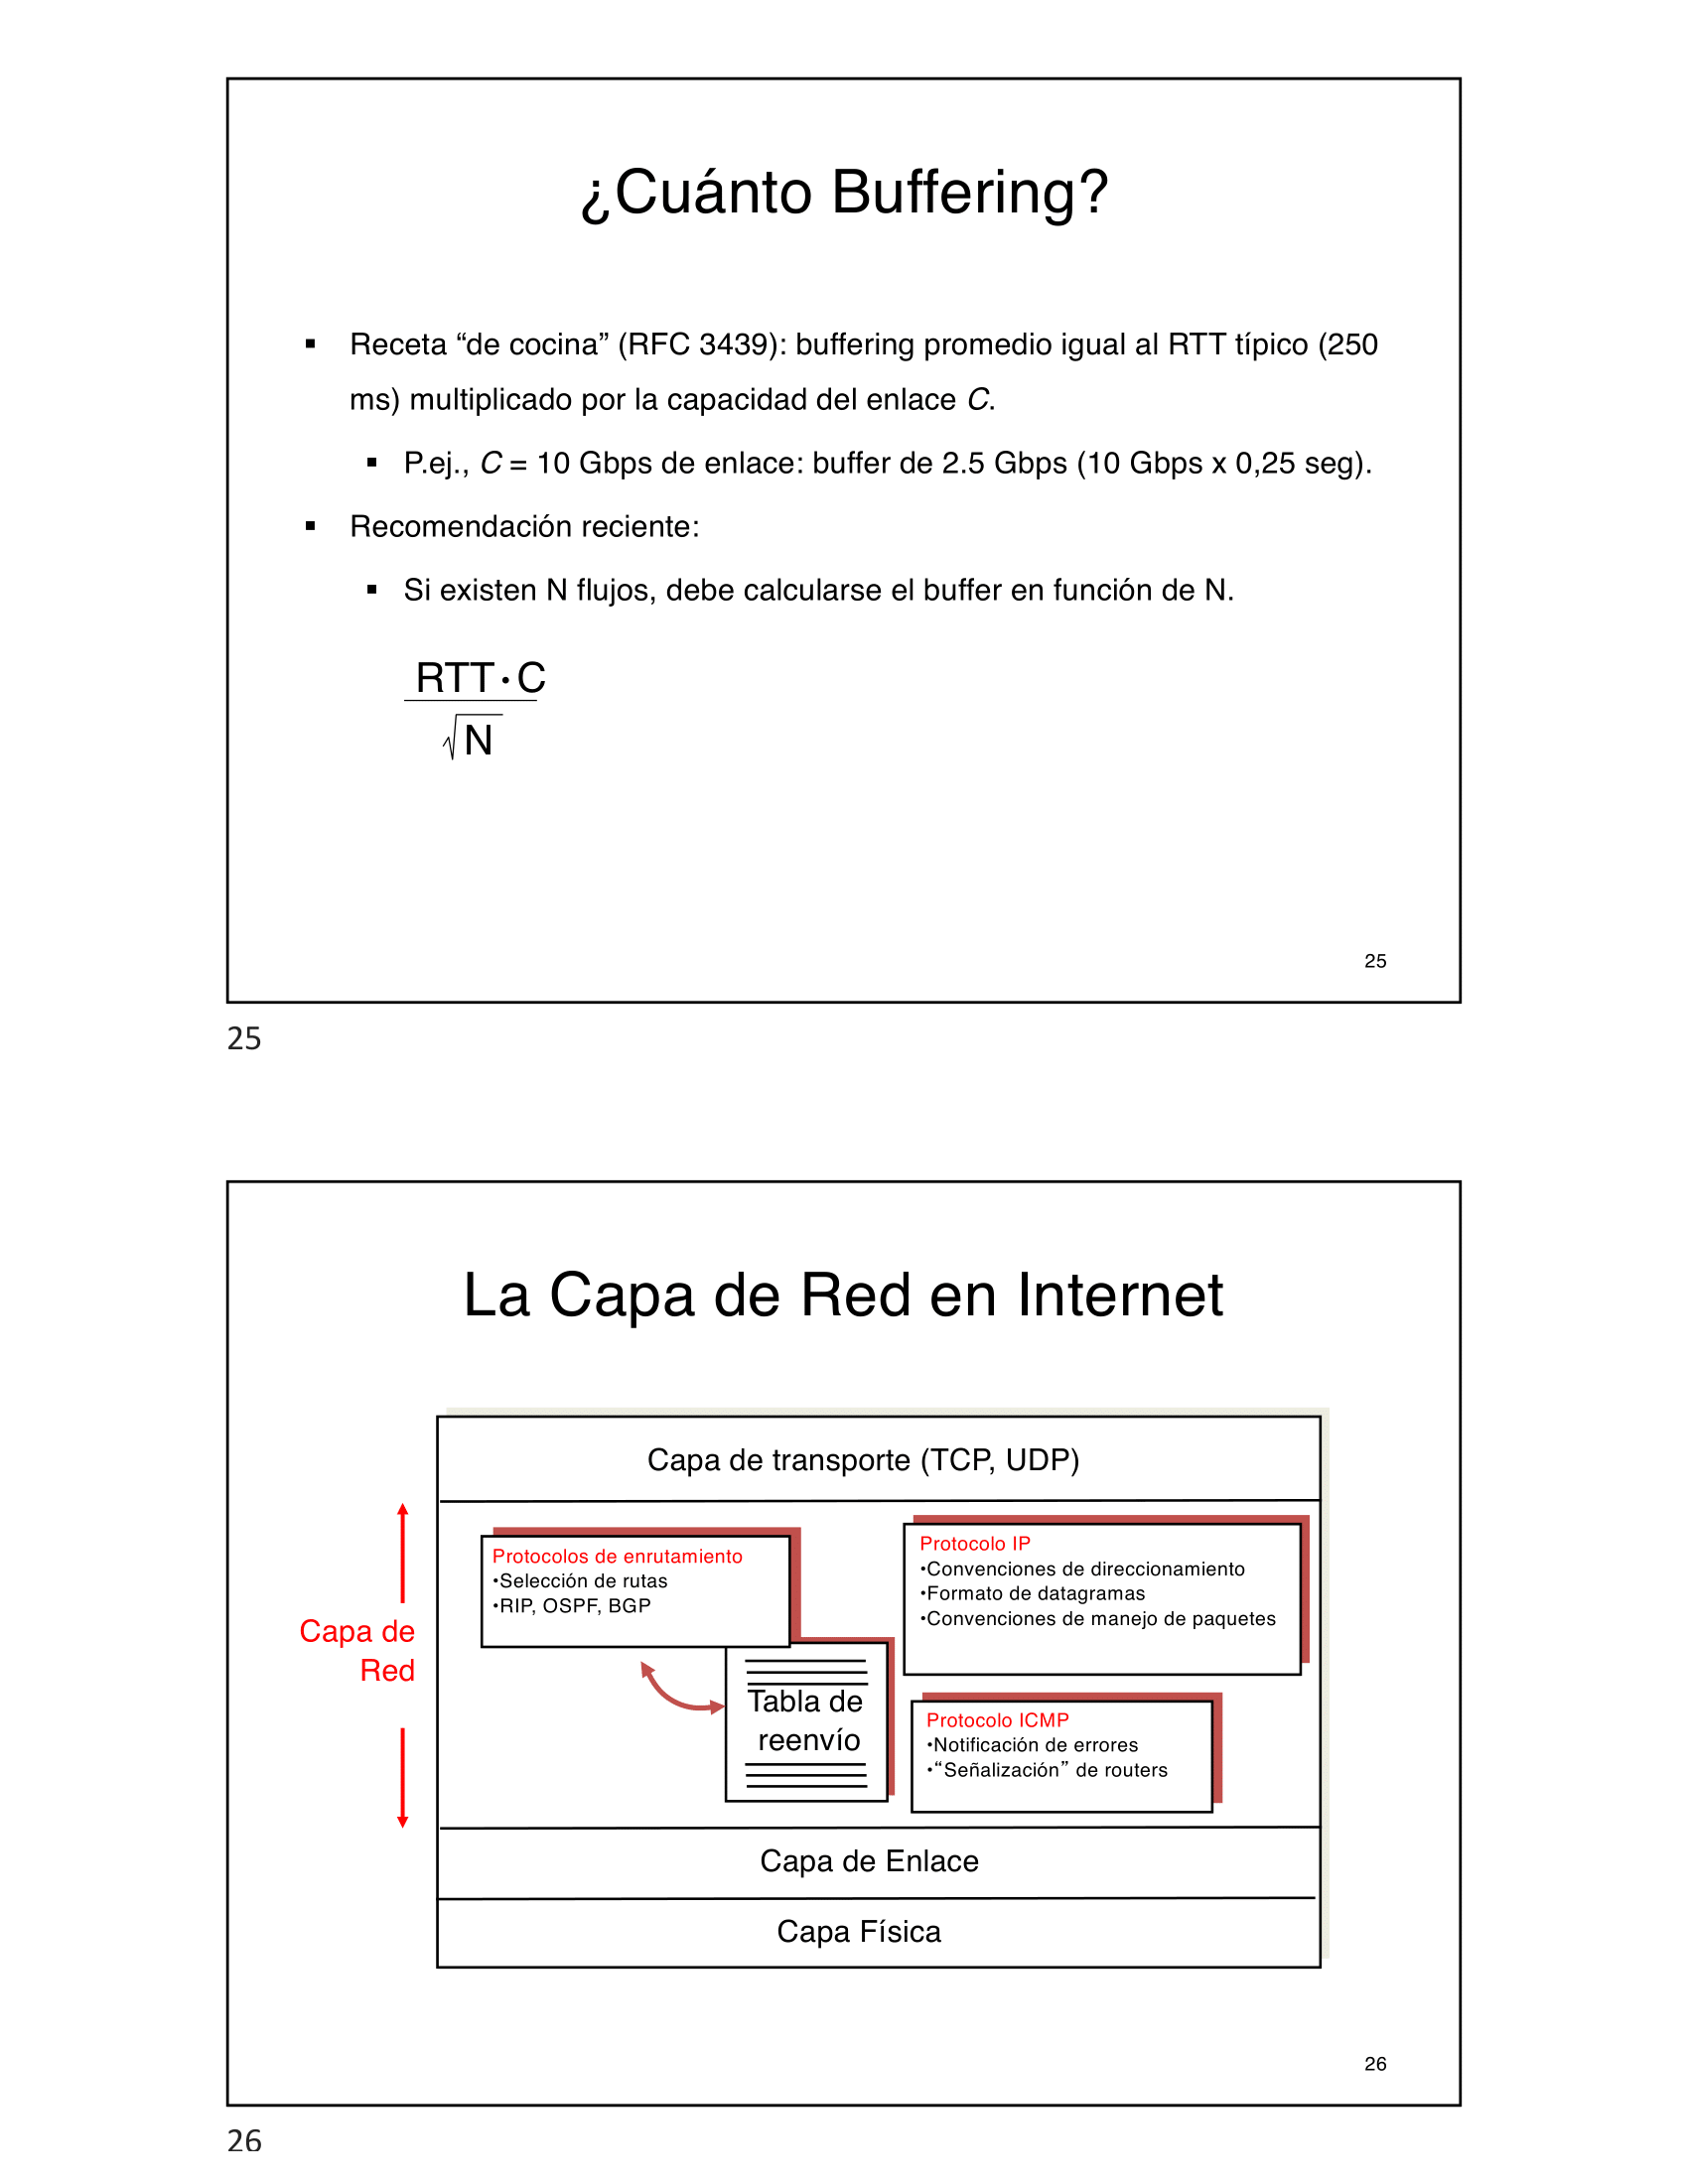 ¿Cuánto Buffering?
▪ Receta “de cocina” (RFC 3439): buffering promedio igual al RTT típico (250
ms) multiplicado por la capacidad del enlace C.
▪ P.ej., C = 10 Gbps de enlace: buffer de 2.5 Gbps (10 Gbps x 0,25 seg).
▪ Recomendación reciente:
▪ Si existen N flujos, debe calcularse el buffer en función de N.
RTT·C
√N
25
25
La Capa de Red en Internet
Capa de transporte (TCP, UDP)
Capa de
Red
Protocolos de enrutamiento
•Selección de rutas
•RIP, OSPF, BGP
Tabla de
reenvío
Protocolo IP
•Convenciones de direccionamiento
•Formato de datagramas
•Convenciones de manejo de paquetes
Protocolo ICMP
•Notificación de errores
•“Señalización” de routers
Capa de Enlace
Capa Física
26
26